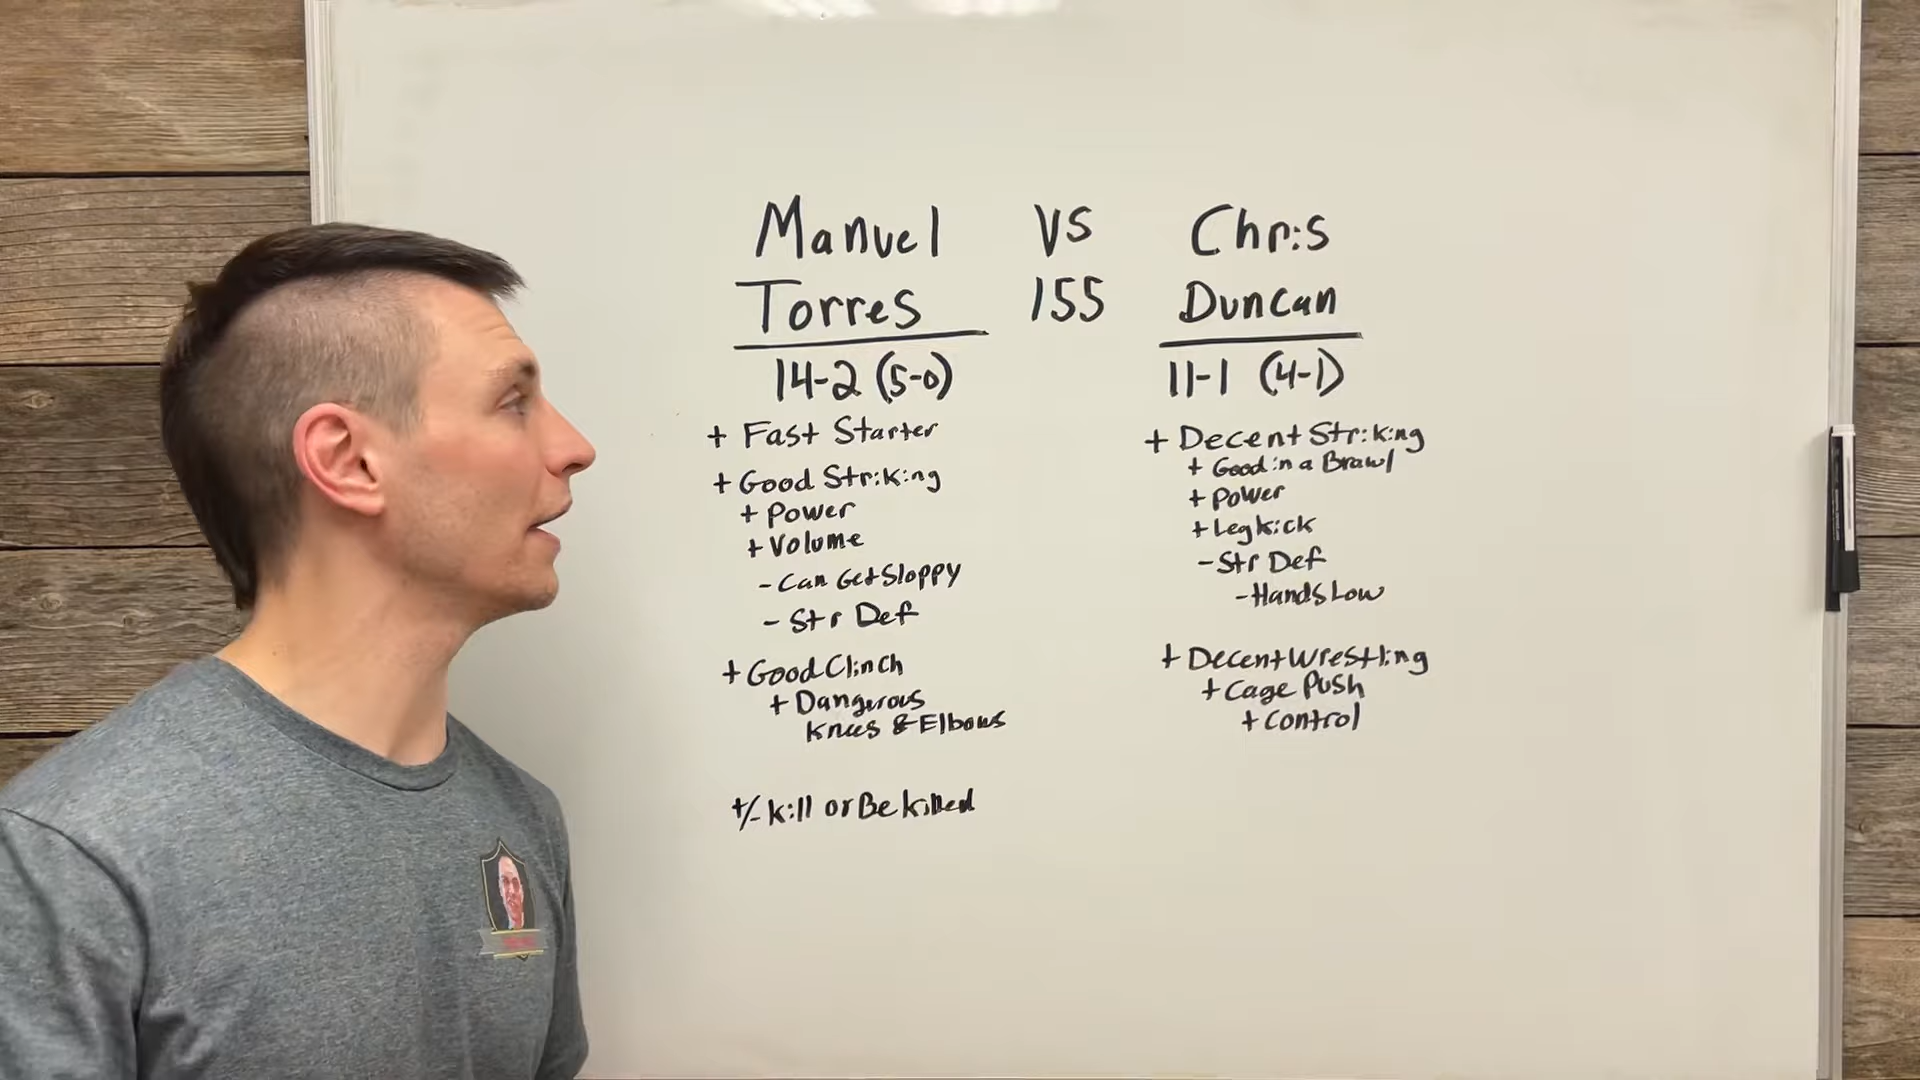 Manuel VS Chris
Torres 155 Duncan
14-2 (5-0)
+ Fast Starter
+ Good Striking
+ Power
+ Volume
- Can Get Sloppy
- Str Def
+ Good Clinch
+ Dangerous
Knees & Elbows
+/- Kill or Be killed
11-1 (4-1)
+ Decent Striking
+ Good in a Brawl
+ Power
+ Leg Kick
- Str Def
- Hands Low
+ Decent Wrestling
+ Cage Push
+ Control